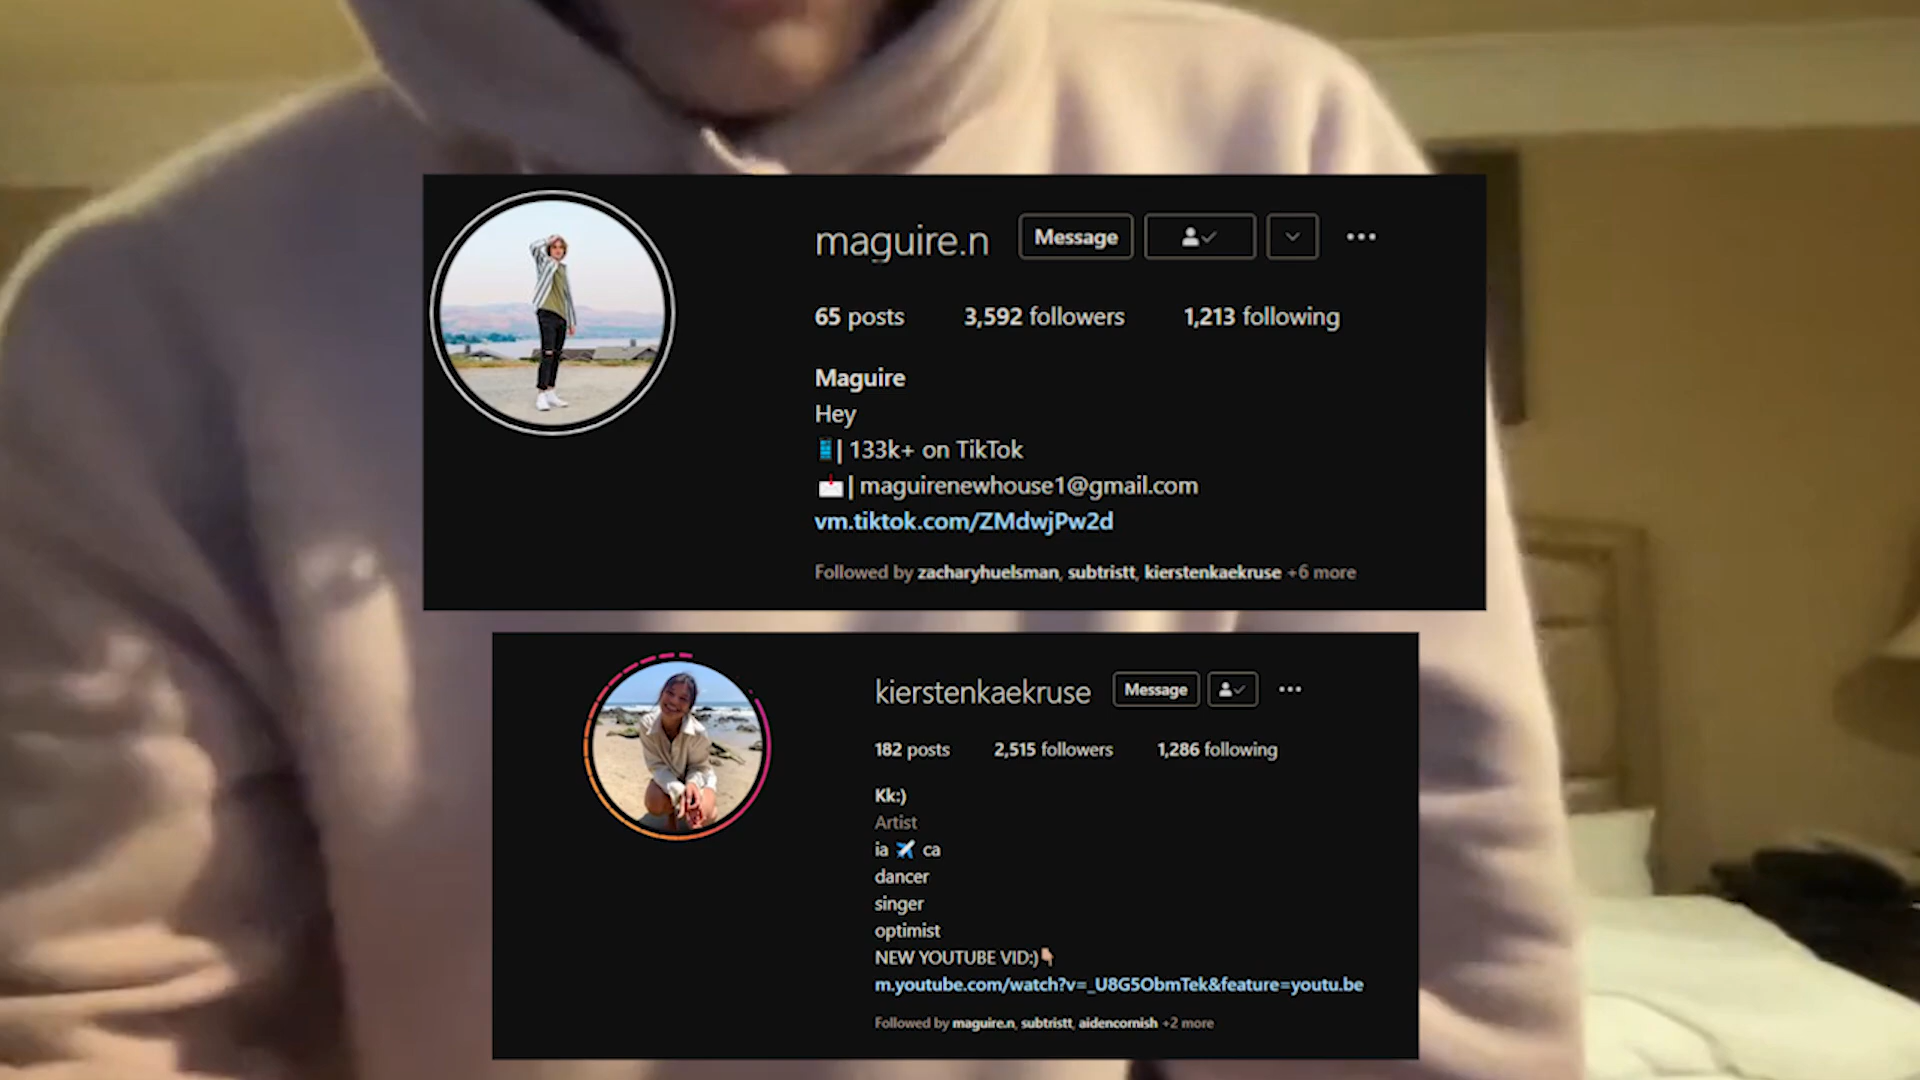 maguire.n Message
65 posts 3,592 followers 1,213 following
Maguire
Hey
| 133k+ on TikTok
| maguirenewhouse1@gmail.com
vm.tiktok.com/ZMdwjPw2d
Followed by zacharyhuelsman, subtristt, kierstenkaekruse +6 more
kierstenkaekruse Message
182 posts 2,515 followers 1,286 following
Kk:)
Artist
ia ✈️ ca
dancer
singer
optimist
NEW YOUTUBE VID:)👇
m.youtube.com/watch?v=_U8G5ObmTek&feature=youtu.be
Followed by maguire.n, subtristt, aidencornish +2 more